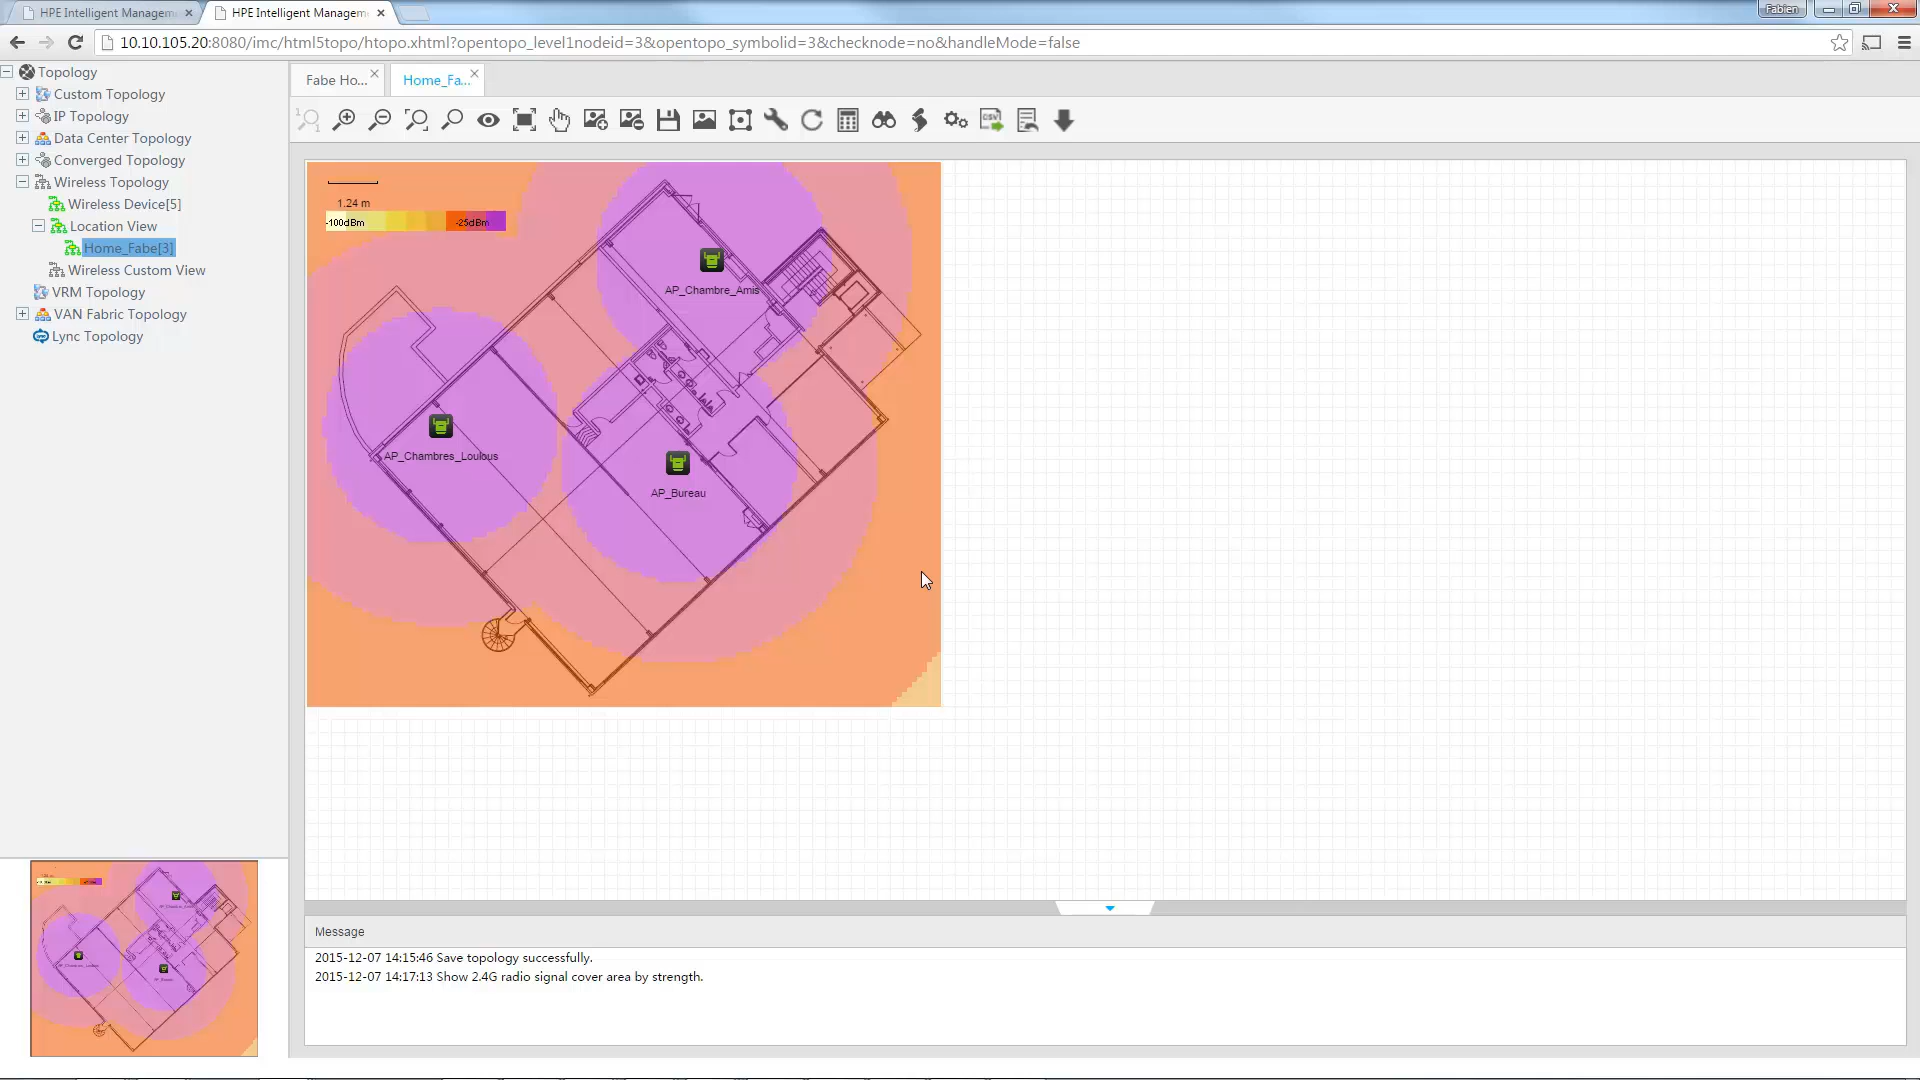 HPE Intelligent Managem
HPE Intelligent Managem
Fabien
10.10.105.20:8080/imc/html5topo/htopo.xhtml?opentopo_level1nodeid=3&opentopo_symbolid=3&checknode=no&handleMode=false
Topology
Custom Topology
IP Topology
Data Center Topology
Converged Topology
Wireless Topology
Wireless Device[5]
Location View
Home_Fabe[3]
Wireless Custom View
VRM Topology
VAN Fabric Topology
Lync Topology
Fabe Ho...
Home_Fa...
CSV
1.24 m
-100dBm
-25dBm
AP_Chambre_Amis
AP_Chambres_Loulous
AP_Bureau
Message
2015-12-07 14:15:46 Save topology successfully.
2015-12-07 14:17:13 Show 2.4G radio signal cover area by strength.